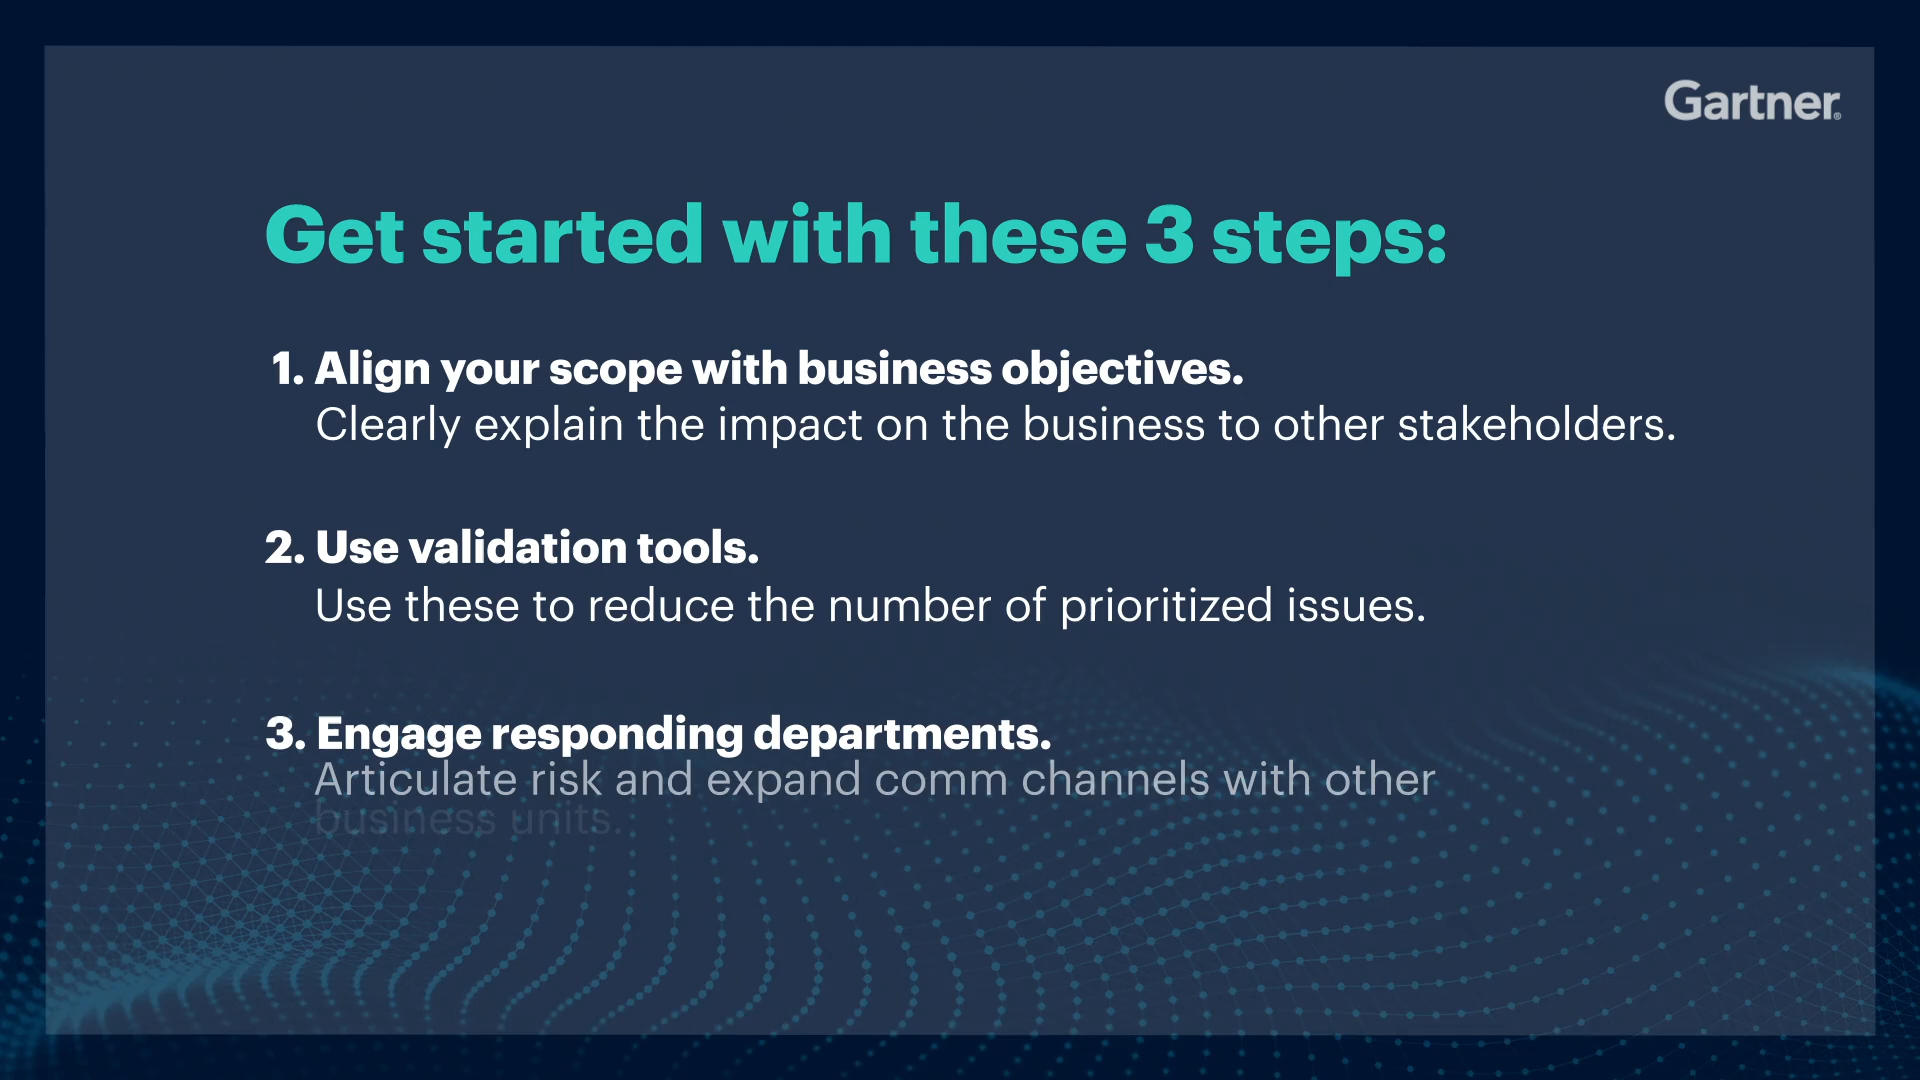 Gartner®
Get started with these 3 steps:
1. Align your scope with business objectives.
Clearly explain the impact on the business to other stakeholders.
2. Use validation tools.
Use these to reduce the number of prioritized issues.
3. Engage responding departments.
Articulate risk and expand comm channels with other
business units.